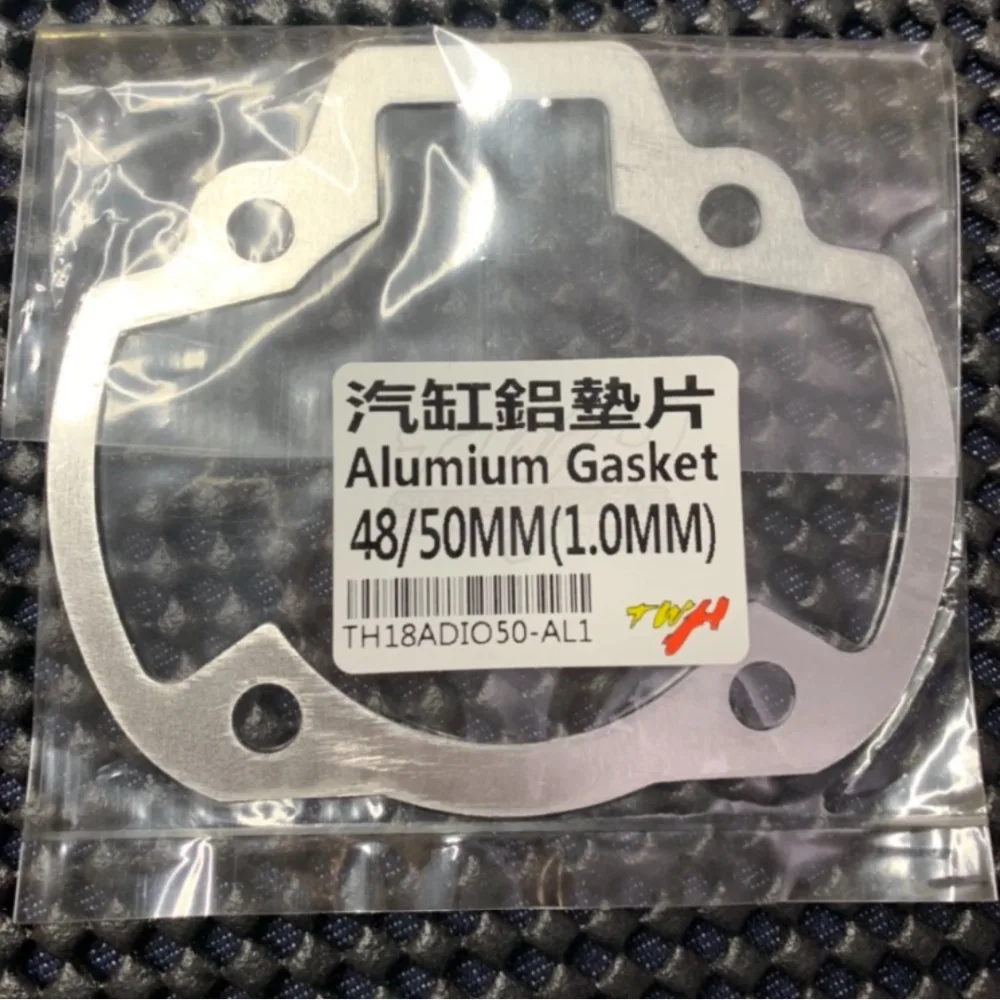 汽缸鋁墊片
Alumium Gasket
48/50MM(1.0MM)
TH18ADIO50-AL1
TWH